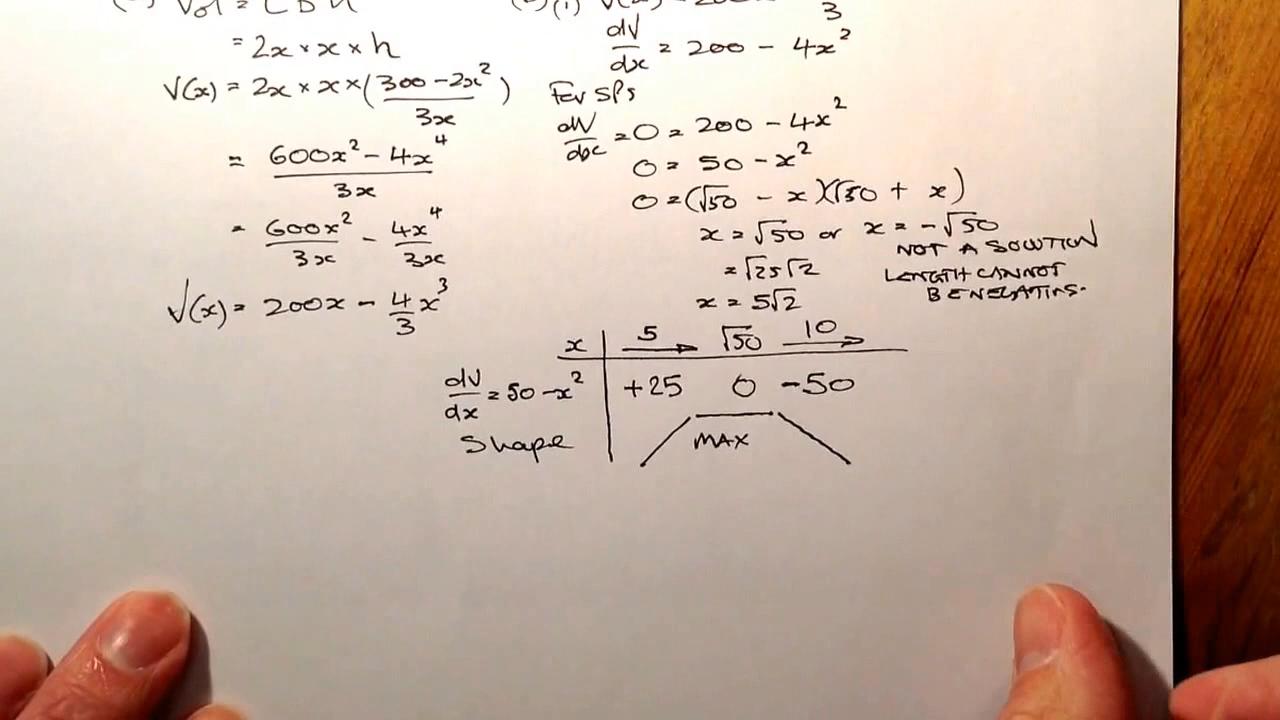 Vol = LBH
= 2x × x × h
V(x) = 2x × x × (300 - 2x² / 3x)
= 600x² - 4x⁴ / 3x
= 600x² / 3x - 4x⁴ / 3x
V(x) = 200x - 4/3 x³
(i)
3
dV/dx = 200 - 4x²
For SPs
dV/dx = 0 = 200 - 4x²
0 = 50 - x²
0 = (√50 - x)(√50 + x)
x = √50 or x = -√50
NOT A SOLUTION
= √25√2 LENGTH CANNOT
BE NEGATIVE.
x = 5√2
x 5 → √50 10 →
dV/dx = 50 - x² +25 0 -50
Shape MAX